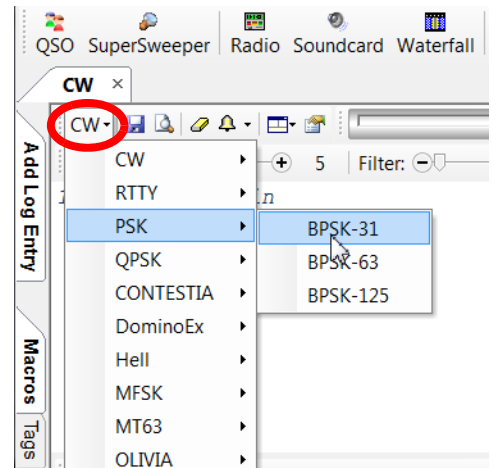 QSO SuperSweeper Radio Soundcard Waterfall
CW ×
CW
5 Filter:
Add Log Entry
in
CW
RTTY
PSK
QPSK
CONTESTIA
DominoEx
Hell
MFSK
MT63
OLIVIA
BPSK-31
BPSK-63
BPSK-125
Macros
Tags